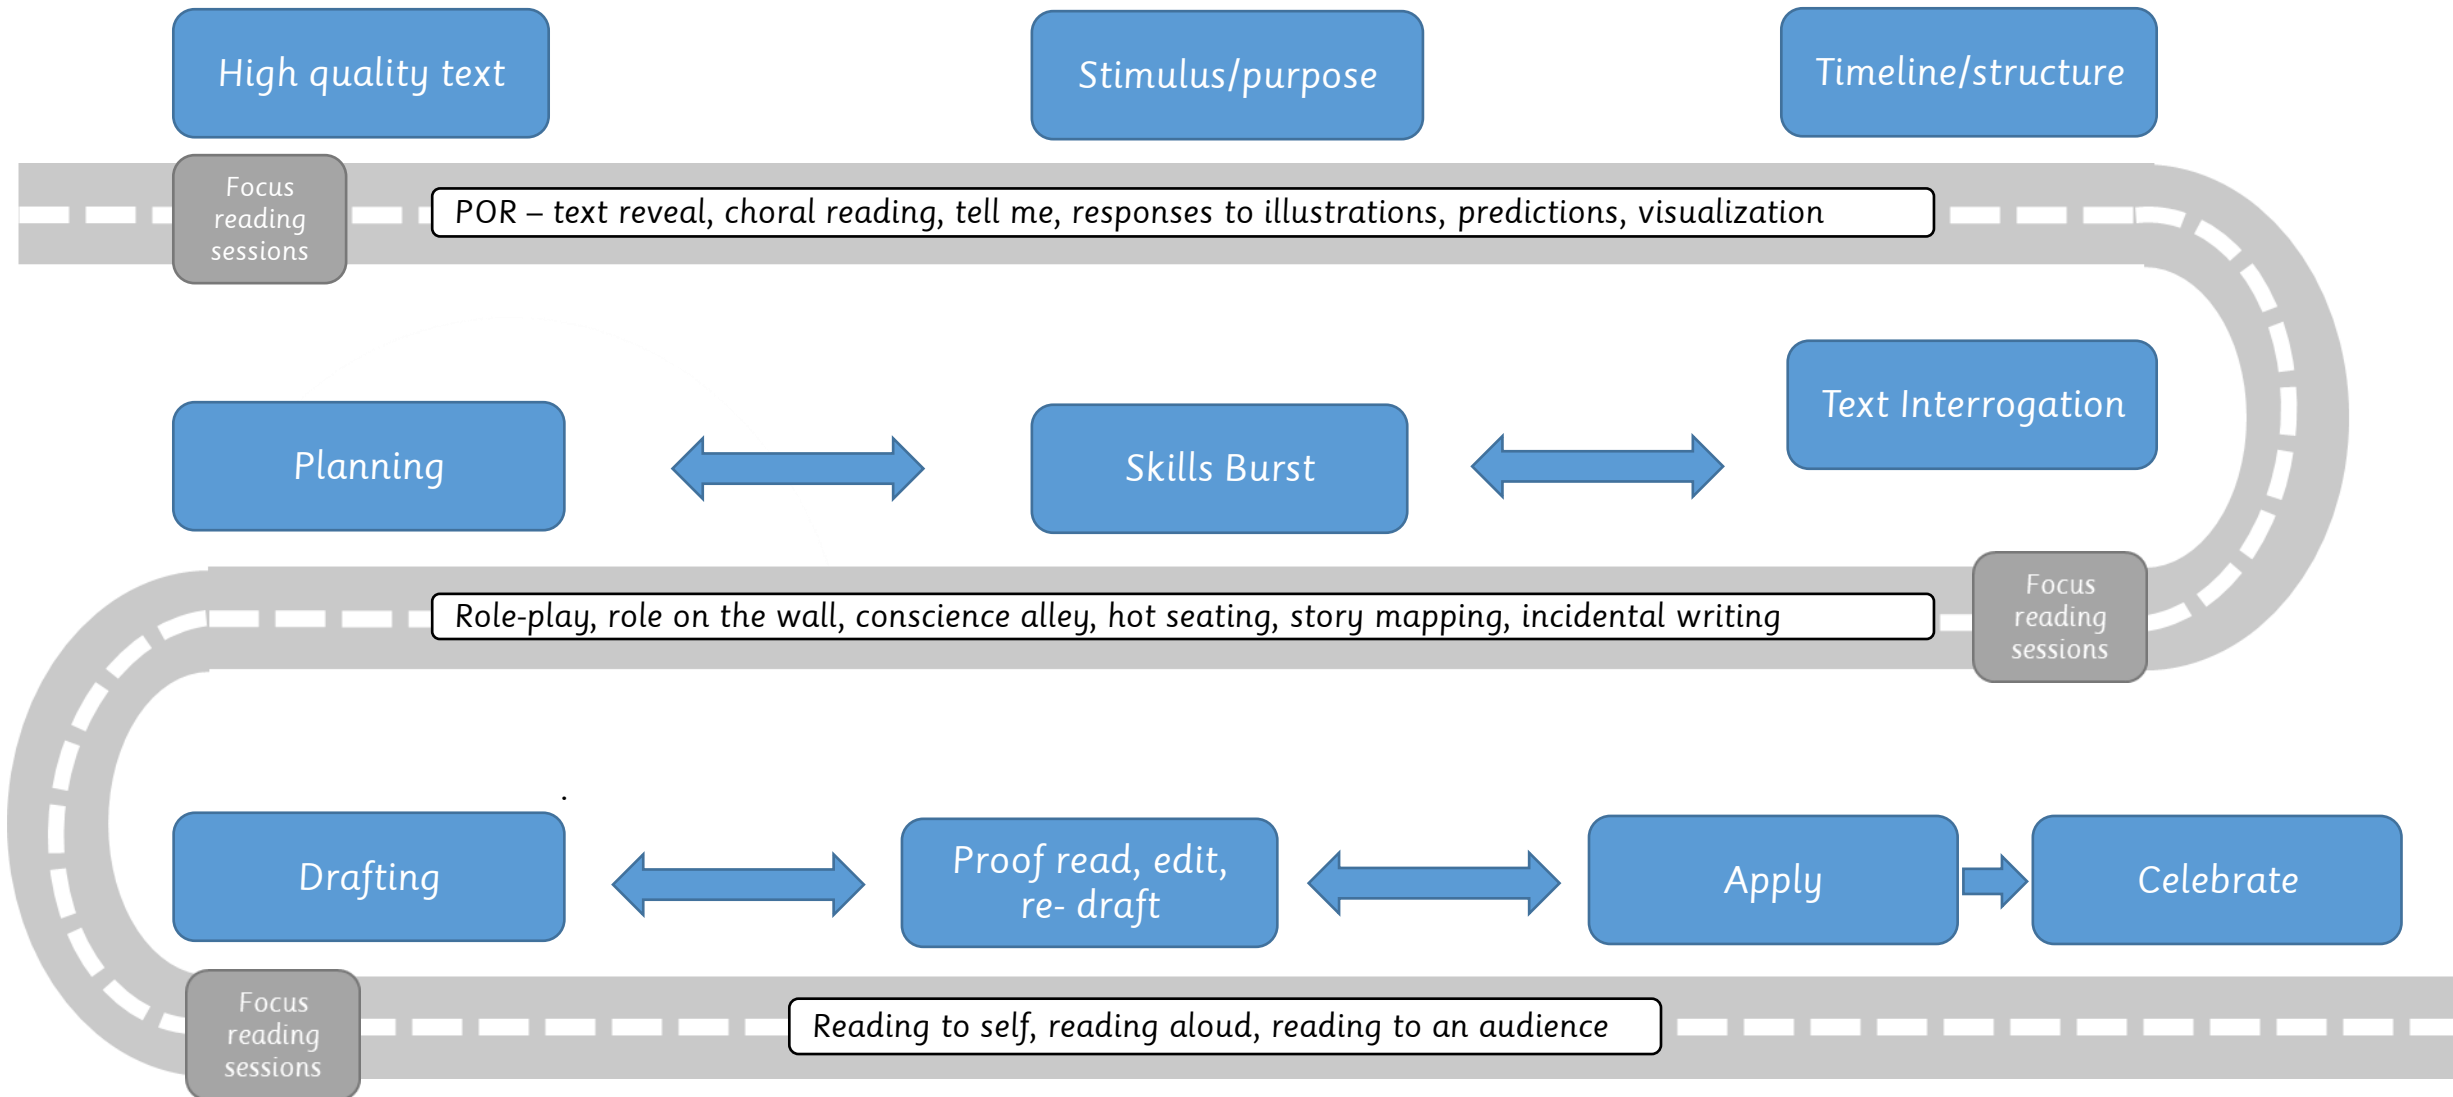 High quality text
Stimulus/purpose
Timeline/structure
Focus
reading
sessions
POR – text reveal, choral reading, tell me, responses to illustrations, predictions, visualization
Text Interrogation
Skills Burst
Planning
Focus
reading
sessions
Role-play, role on the wall, conscience alley, hot seating, story mapping, incidental writing
.
Drafting
Proof read, edit,
re- draft
Apply
Celebrate
Focus
reading
sessions
Reading to self, reading aloud, reading to an audience